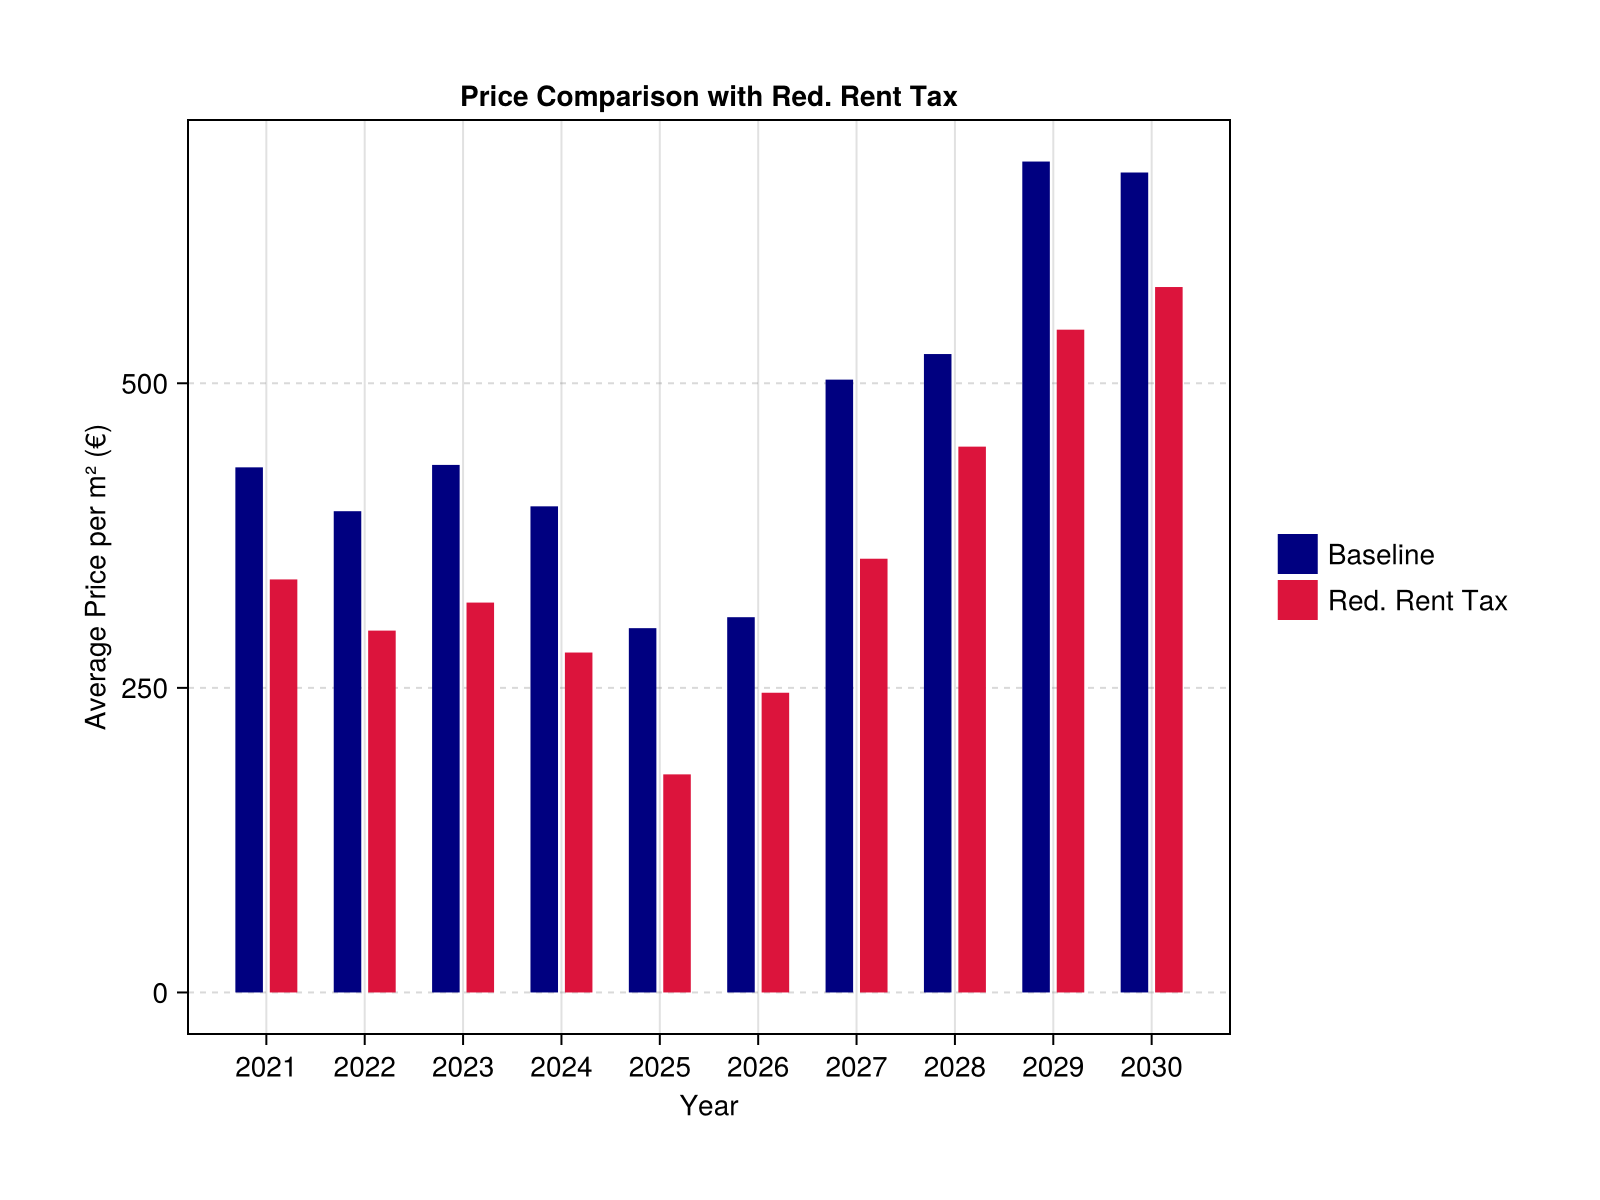 Price Comparison with Red. Rent Tax
Average Price per m² (€)
500
250
0
2021 2022 2023 2024 2025 2026 2027 2028 2029 2030
Year
Baseline
Red. Rent Tax